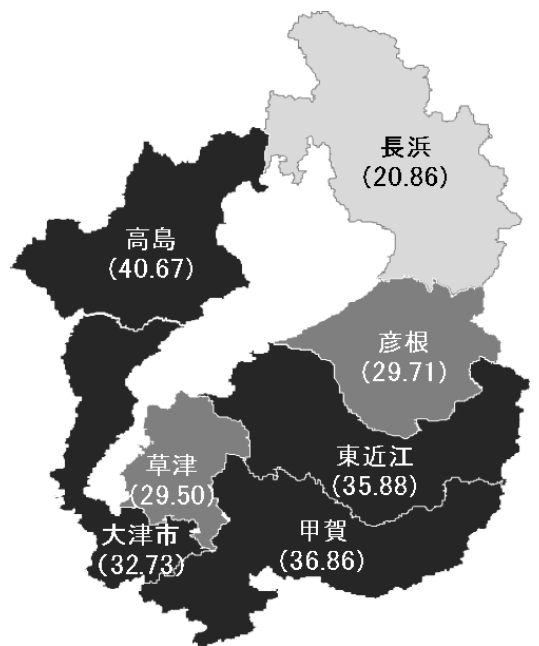 長浜
(20.86)
高島
(40.67)
彦根
(29.71)
東近江
(35.88)
草津
(29.50)
甲賀
(36.86)
大津市
(32.73)